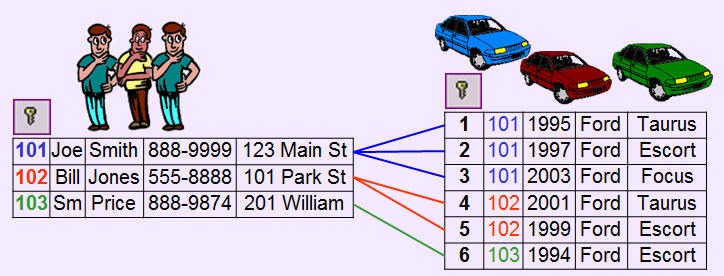 101 Joe Smith 888-9999 123 Main St
102 Bill Jones 555-8888 101 Park St
103 Sm Price 888-9874 201 William
1 101 1995 Ford Taurus
2 101 1997 Ford Escort
3 101 2003 Ford Focus
4 102 2001 Ford Taurus
5 102 1999 Ford Escort
6 103 1994 Ford Escort